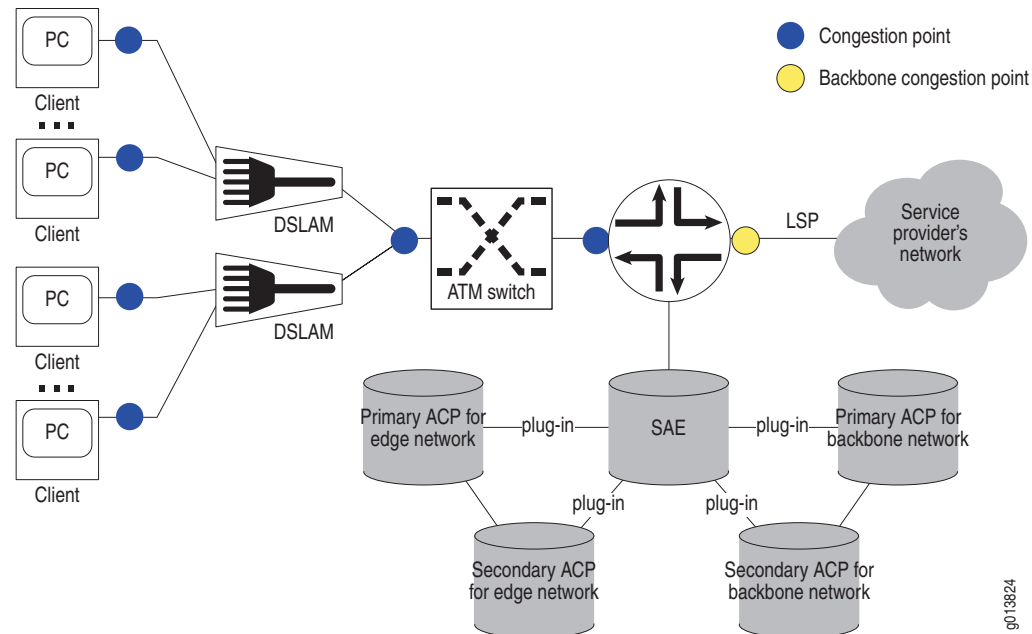 PC
Client
PC
Client
PC
Client
PC
Client
DSLAM
DSLAM
ATM switch
LSP
Service
provider's
network
Congestion point
Backbone congestion point
Primary ACP for
edge network
plug-in
SAE
plug-in
Primary ACP for
backbone network
plug-in
plug-in
Secondary ACP
for edge network
Secondary ACP for
backbone network
g013824